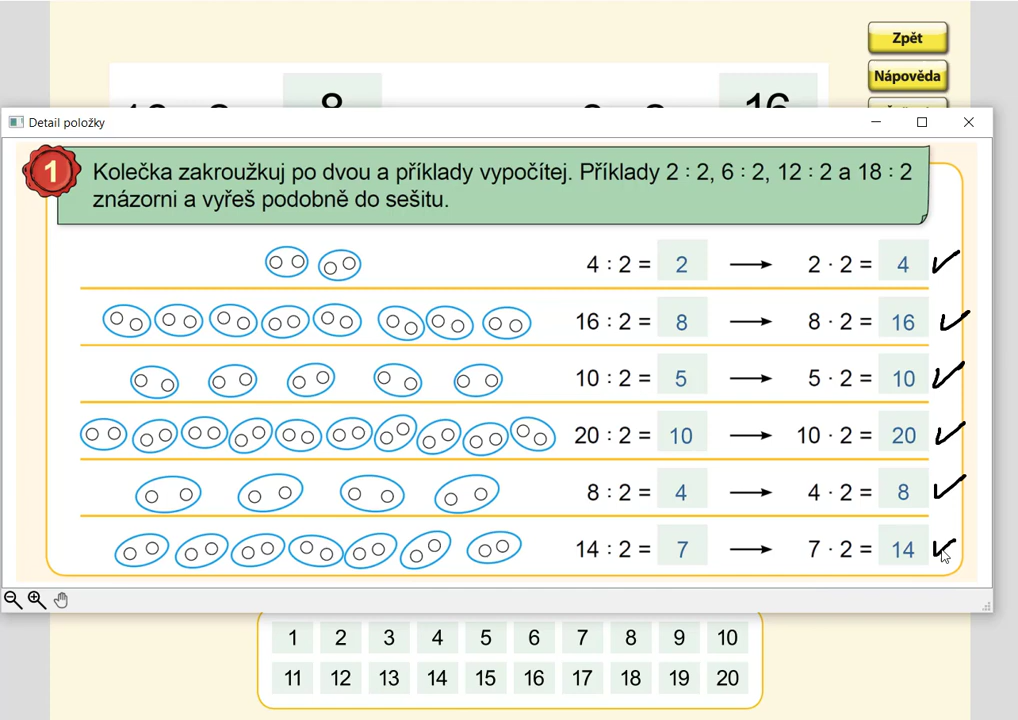 Zpět
Nápověda
8
16
Detail položky
1
Kolečka zakroužkuj po dvou a příklady vypočítej. Příklady 2 : 2, 6 : 2, 12 : 2 a 18 : 2
znázorni a vyřeš podobně do sešitu.
4 : 2 = 2 → 2 · 2 = 4
16 : 2 = 8 → 8 · 2 = 16
10 : 2 = 5 → 5 · 2 = 10
20 : 2 = 10 → 10 · 2 = 20
8 : 2 = 4 → 4 · 2 = 8
14 : 2 = 7 → 7 · 2 = 14
1 2 3 4 5 6 7 8 9 10
11 12 13 14 15 16 17 18 19 20